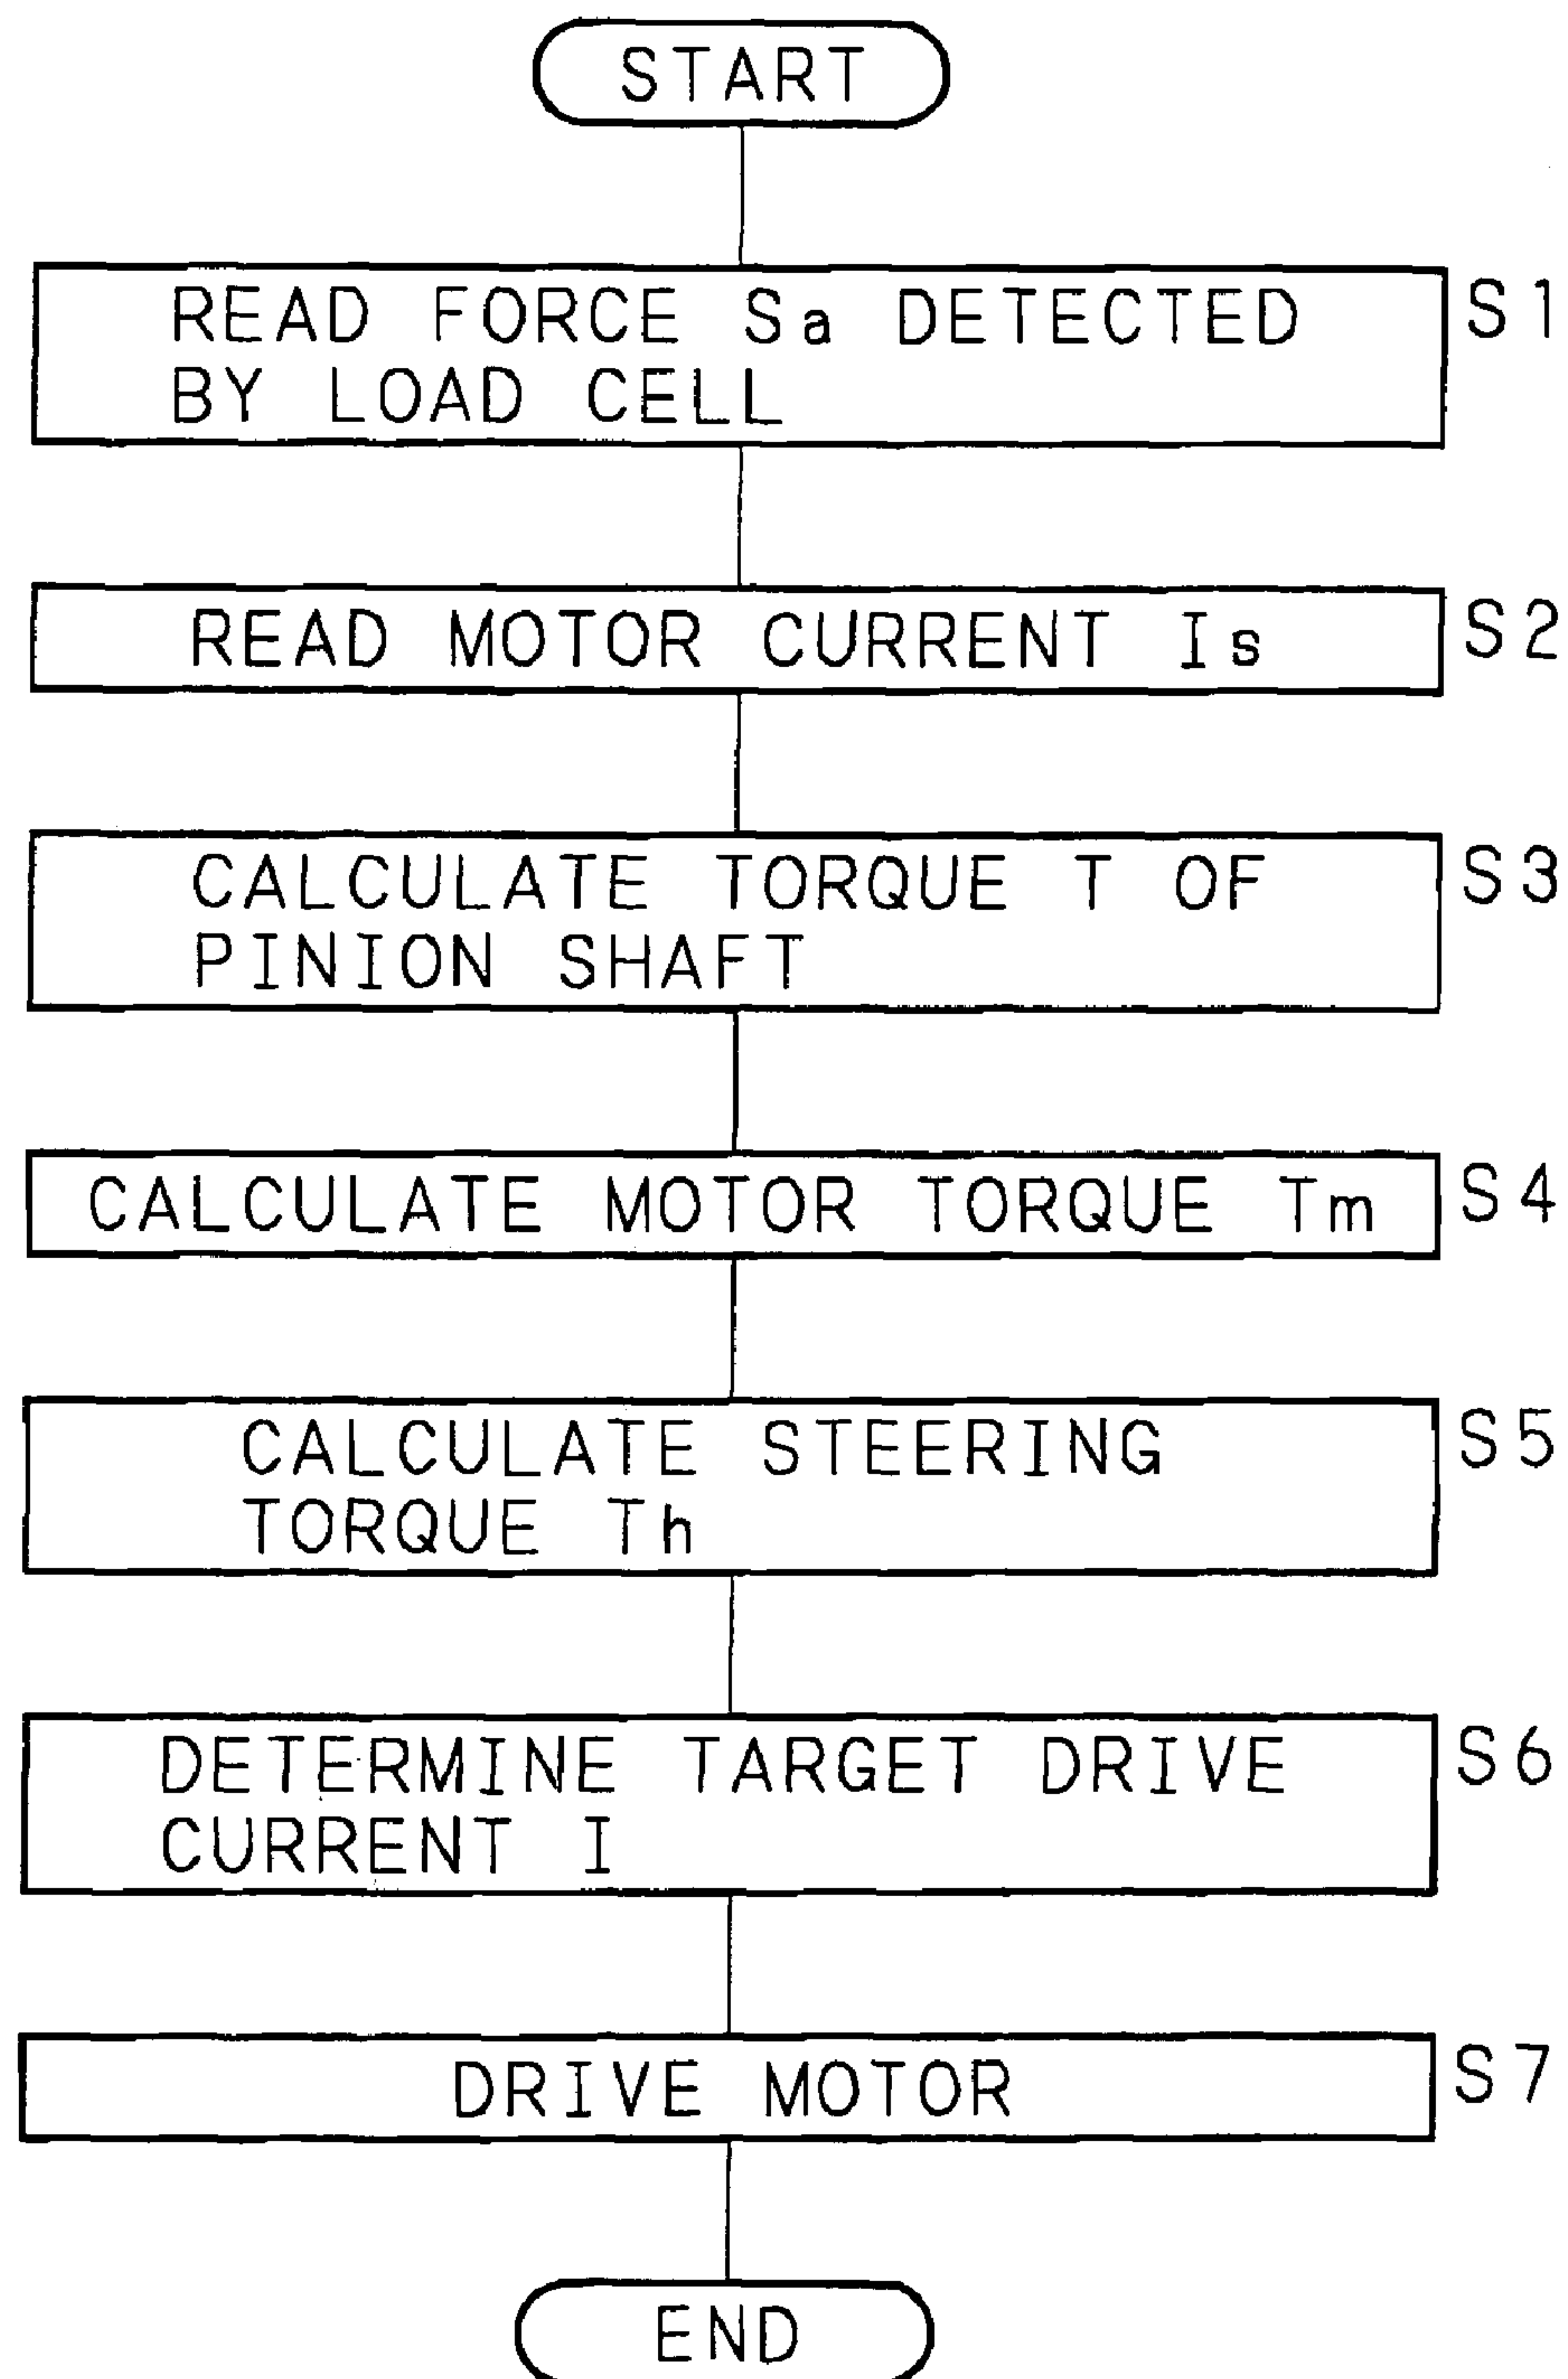 START
READ FORCE Sa DETECTED
BY LOAD CELL
S1
READ MOTOR CURRENT Is
S2
CALCULATE TORQUE T OF
PINION SHAFT
S3
CALCULATE MOTOR TORQUE Tm
S4
CALCULATE STEERING
TORQUE Th
S5
DETERMINE TARGET DRIVE
CURRENT I
S6
DRIVE MOTOR
S7
END